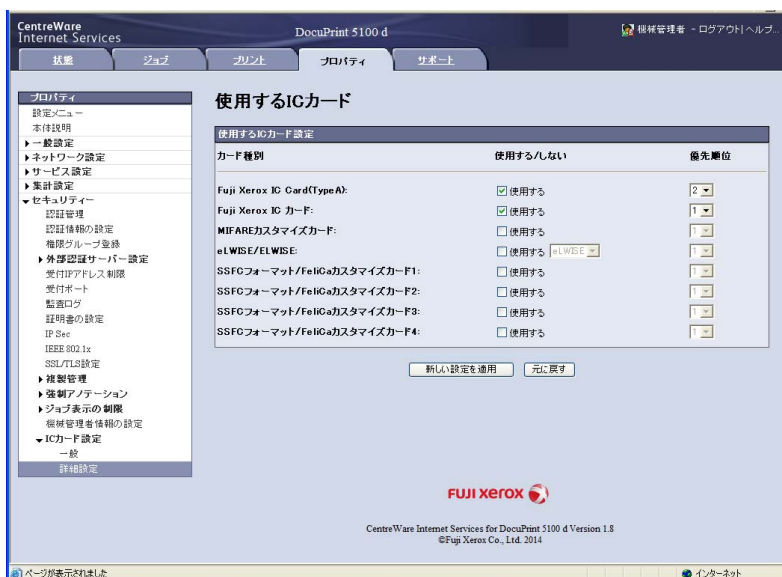 CentreWare
Internet Services
DocuPrint 5100 d
機械管理者 - ログアウト|ヘルプ...
状態
ジョブ
プリント
プロパティ
サポート
プロパティ
設定メニュー
本体説明
一般設定
ネットワーク設定
サービス設定
集計設定
セキュリティー
認証管理
認証情報の設定
権限グループ登録
外部認証サーバー設定
受付IPアドレス制限
受付ポート
監査ログ
証明書の設定
IP Sec
IEEE 802.1x
SSL/TLS設定
複製管理
強制アノテーション
ジョブ表示の制限
機械管理者情報の設定
ICカード設定
一般
詳細設定
使用するICカード
使用するICカード設定
カード種別 使用する/しない 優先順位
Fuji Xerox IC Card(TypeA): 使用する 2
Fuji Xerox IC カード: 使用する 1
MIFAREカスタマイズカード: 使用する 1
eLWISE/ELWISE: 使用する eLWISE 1
SSFCフォーマット/FeliCaカスタマイズカード1: 使用する 1
SSFCフォーマット/FeliCaカスタマイズカード2: 使用する 1
SSFCフォーマット/FeliCaカスタマイズカード3: 使用する 1
SSFCフォーマット/FeliCaカスタマイズカード4: 使用する 1
新しい設定を適用 元に戻す
FUJI xerox
CentreWare Internet Services for DocuPrint 5100 d Version 1.8
©Fuji Xerox Co., Ltd. 2014
ページが表示されました
インターネット